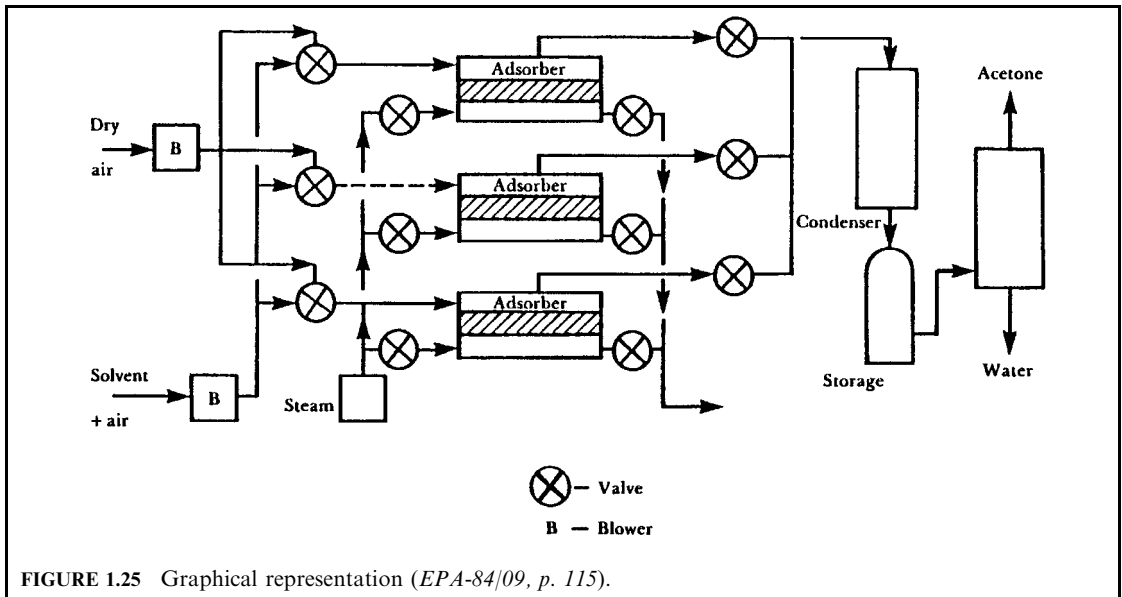 Adsorber
Acetone
Dry
B
air
Adsorber
Condenser
Adsorber
Solvent
B
+ air
Steam
Storage
Water
– Valve
B – Blower
FIGURE 1.25 Graphical representation (EPA-84/09, p. 115).